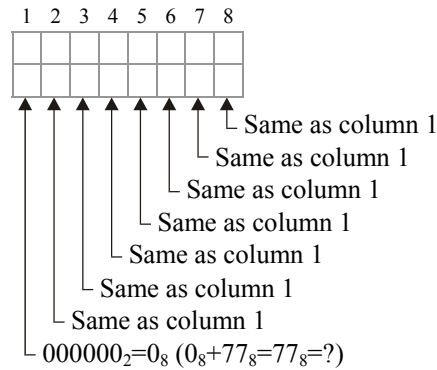 1 2 3 4 5 6 7 8
Same as column 1
Same as column 1
Same as column 1
Same as column 1
Same as column 1
Same as column 1
Same as column 1
000000₂=0₈ (0₈+77₈=77₈=?)